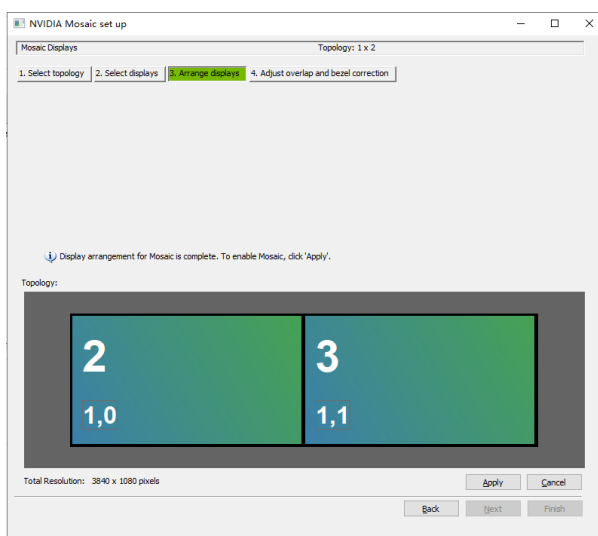 NVIDIA Mosaic set up
Mosaic Displays Topology: 1 x 2
1. Select topology 2. Select displays 3. Arrange displays 4. Adjust overlap and bezel correction
Display arrangement for Mosaic is complete. To enable Mosaic, click 'Apply'.
Topology:
2 3
1,0 1,1
Total Resolution: 3840 x 1080 pixels Apply Cancel
Back Next Finish